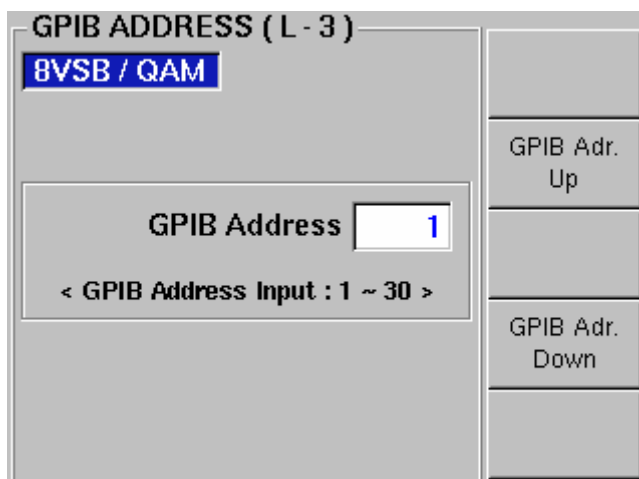 GPIB ADDRESS ( L - 3 )
8VSB / QAM
GPIB Address 1
< GPIB Address Input : 1 ~ 30 >
GPIB Adr.
Up
GPIB Adr.
Down